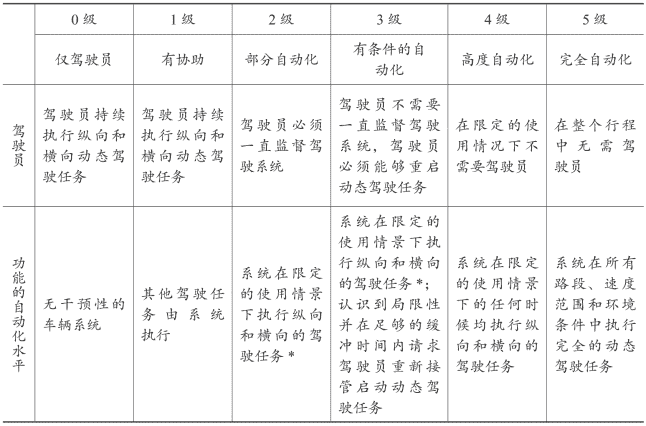 0 级
1 级
2 级
3 级
4 级
5 级
仅驾驶员
有协助
部分自动化
有条件的自
动化
高度自动化
完全自动化
驾驶员
驾驶员持续
执行纵向和
横向动态驾
驶任务
驾驶员持续
执行纵向和
横向动态驾
驶任务
驾驶员必须
一直监督驾
驶系统
驾驶员不需要
一直监督驾驶
系统，驾驶员
必须能够重启
动态驾驶任务
在限定的使
用情况下不
需要驾驶员
在整个行程
中无需驾
驶员
功能的自动化水平
无干预性的
车辆系统
其他驾驶任
务由系统
执行
系统在限定
的使用情景
下执行纵向
和横向的驾
驶任务*
系统在限定的
使用情景下执
行纵向和横向
的驾驶任务*；
认识到局限性
并在足够的缓
冲时间内请求
驾驶员重新接
管启动动态驾
驶任务
系统在限定
的使用情景
下的任何时
候均执行纵
向和横向的
驾驶任务
系统在所有
路段、速度
范围和环境
条件中执行
完全的动态
驾驶任务